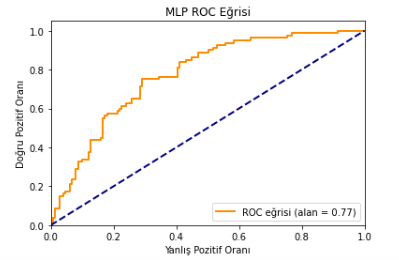 MLP ROC Eğrisi
1.0
0.8
0.6
0.4
0.2
0.0
Doğru Pozitif Oranı
ROC eğrisi (alan = 0.77)
0.0 0.2 0.4 0.6 0.8 1.0
Yanlış Pozitif Oranı